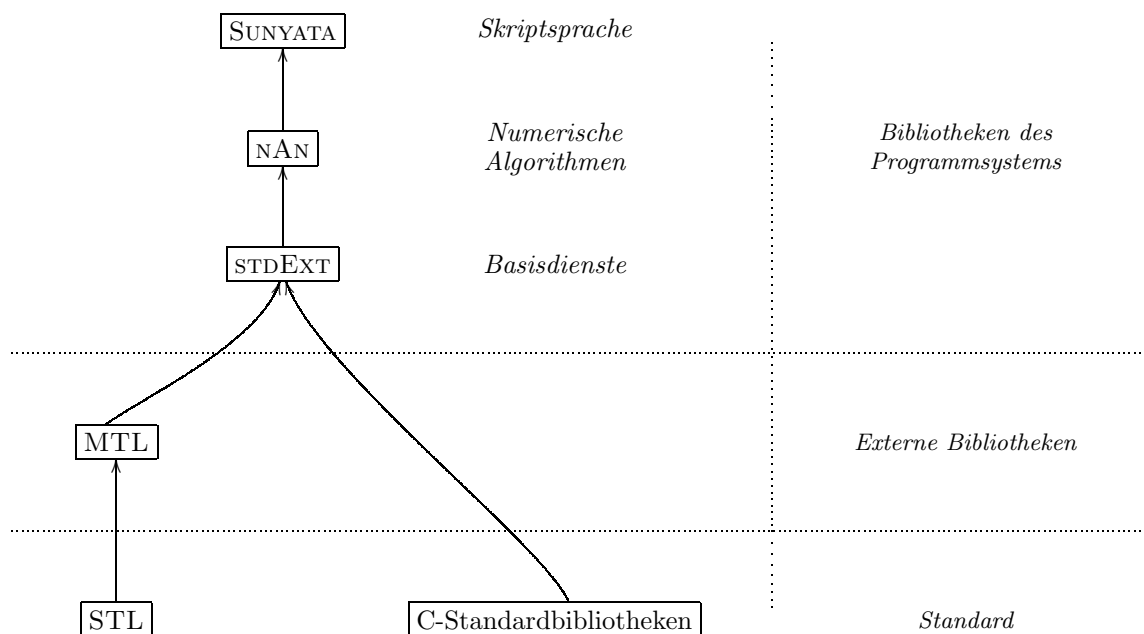 SUNYATA
Skriptsprache
NAN
Numerische
Algorithmen
Bibliotheken des
Programmsystems
STDEXT
Basisdienste
MTL
Externe Bibliotheken
STL
C-Standardbibliotheken
Standard